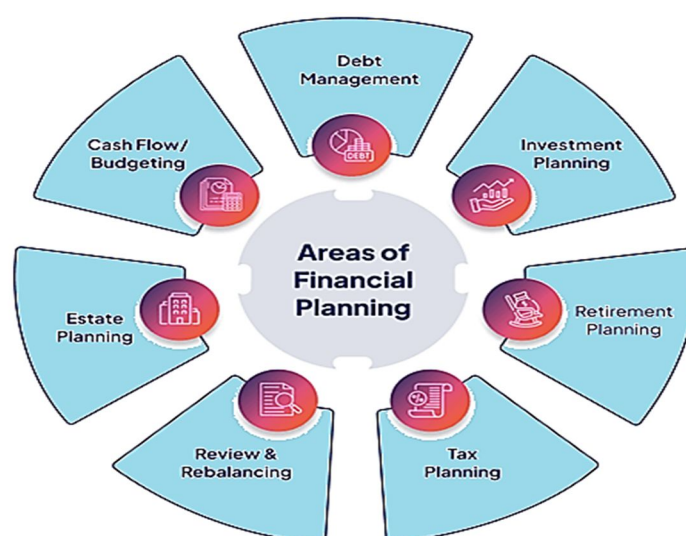 Debt
Management
Cash Flow/
Budgeting
Investment
Planning
DEBT
Areas of
Financial
Planning
Estate
Planning
Retirement
Planning
Review &
Rebalancing
Tax
Planning